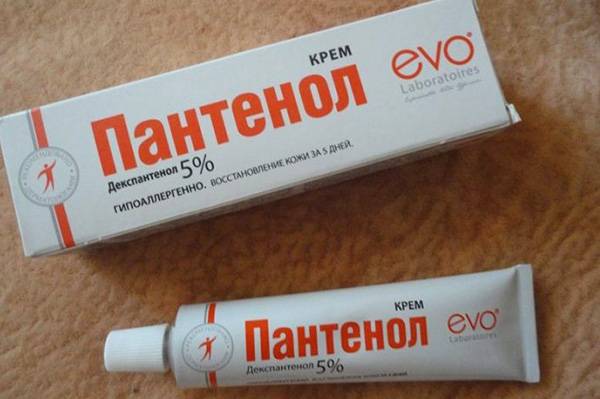 КРЕМ
evo®
Laboratoires
Пантенол
Декспантенол 5%
ГИПОАЛЛЕРГЕННО. ВОССТАНОВЛЕНИЕ КОЖИ ЗА 5 ДНЕЙ.
КРЕМ
Пантенол
evo®
Laboratoires
Декспантенол 5%